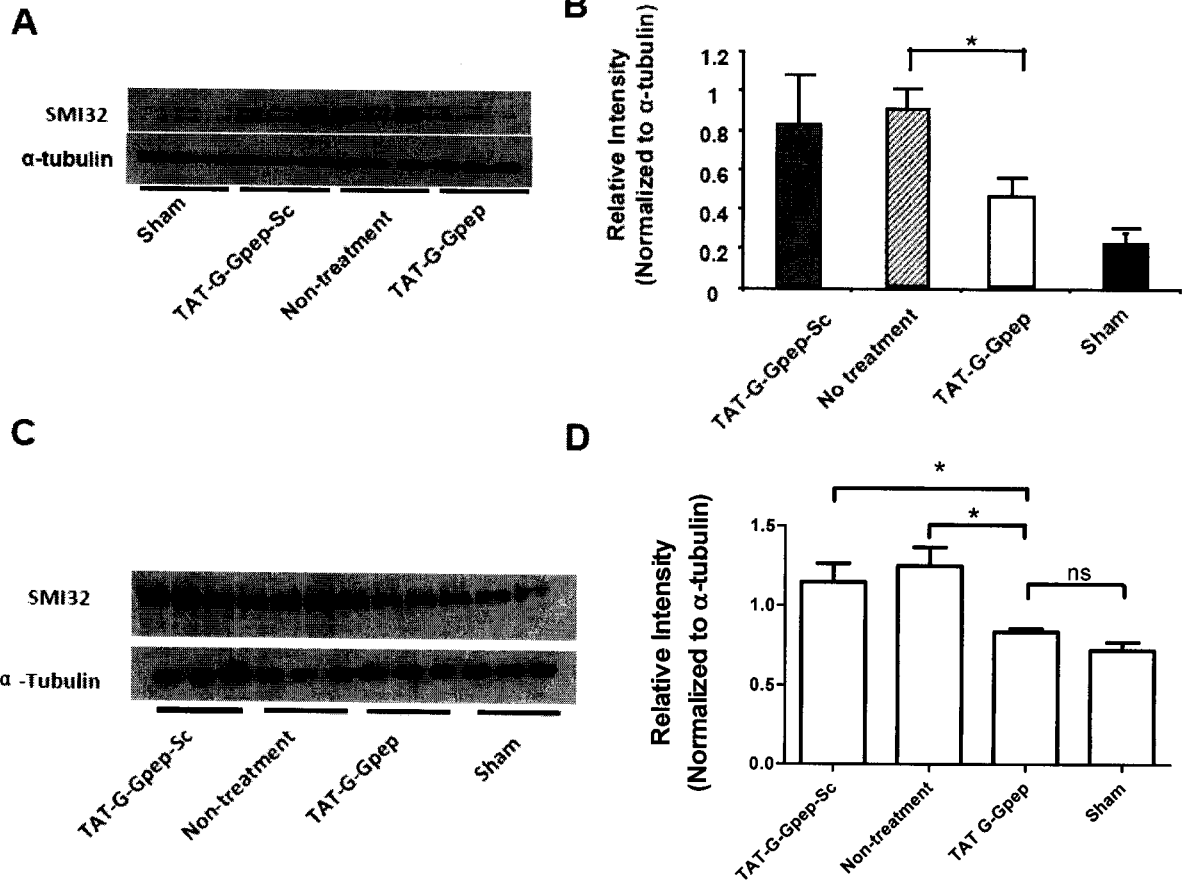 A
SMI32
α-tubulin
Sham
TAT-G-Gpep-Sc
Non-treatment
TAT-G-Gpep
B
Relative Intensity
(Normalized to α-tubulin)
1.2
1
0.8
0.6
0.4
0.2
0
*
TAT-G-Gpep-Sc
No treatment
TAT-G-Gpep
Sham
C
SMI32
α -Tubulin
TAT-G-Gpep-Sc
Non-treatment
TAT-G-Gpep
Sham
D
Relative Intensity
(Normalized to α-tubulin)
1.5
1.0
0.5
0.0
*
*
ns
TAT-G-Gpep-Sc
Non-treatment
TAT G-Gpep
Sham